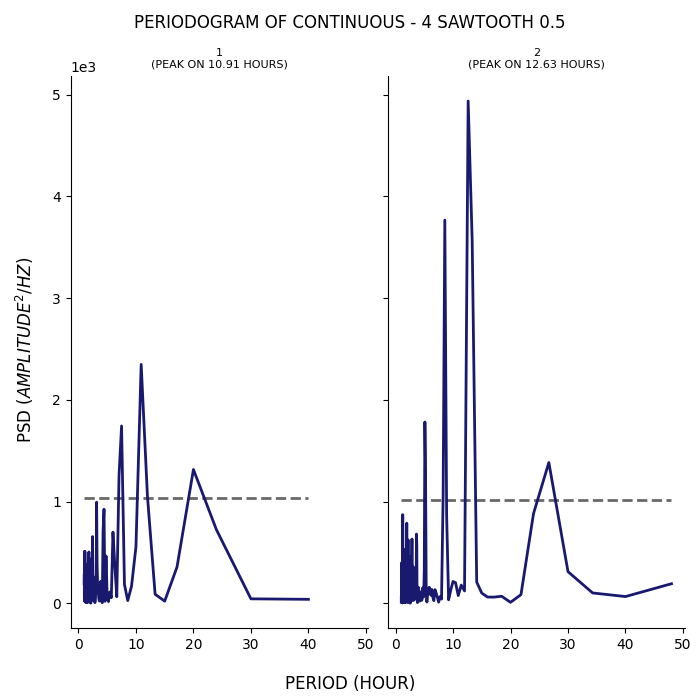 PERIODOGRAM OF CONTINUOUS - 4 SAWTOOTH 0.5
1
(PEAK ON 10.91 HOURS)
2
(PEAK ON 12.63 HOURS)
1e3
5
4
3
2
1
0
PSD (AMPLITUDE²/HZ)
0 10 20 30 40 50
0 10 20 30 40 50
PERIOD (HOUR)